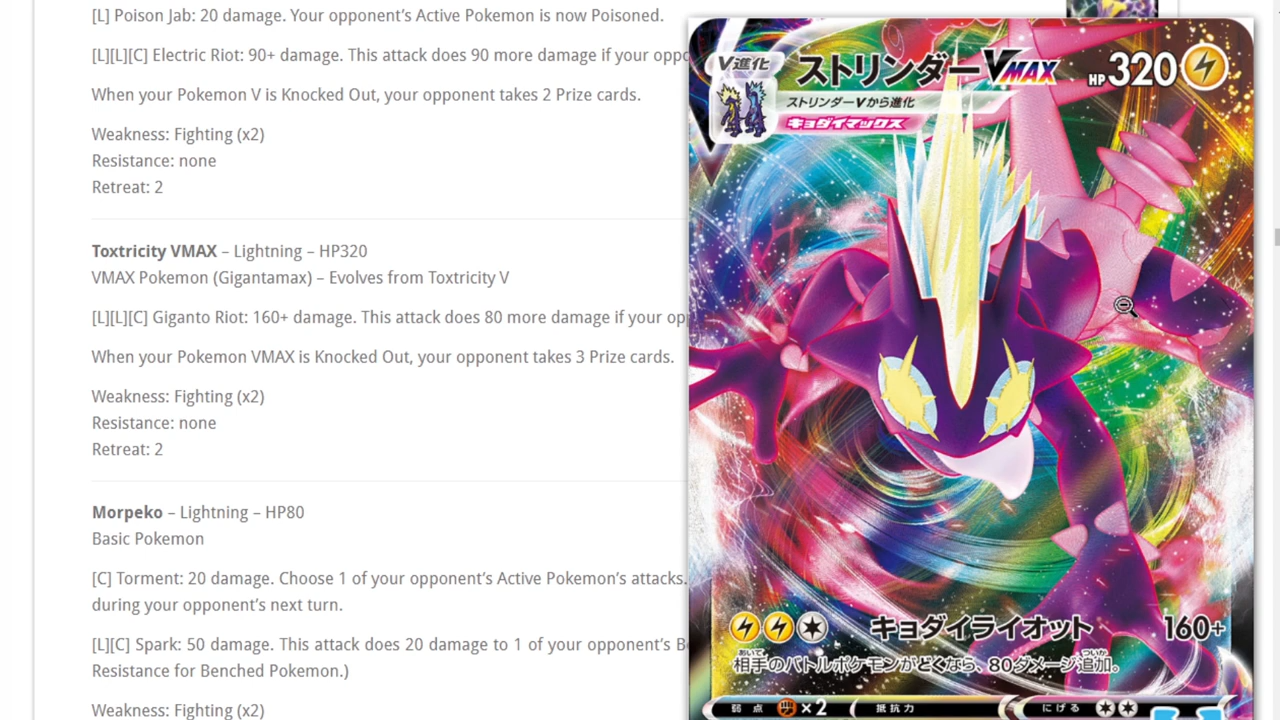 [L] Poison Jab: 20 damage. Your opponent’s Active Pokemon is now Poisoned.
[L][L][C] Electric Riot: 90+ damage. This attack does 90 more damage if your oppo
When your Pokemon V is Knocked Out, your opponent takes 2 Prize cards.
Weakness: Fighting (x2)
Resistance: none
Retreat: 2
Toxtricity VMAX – Lightning – HP320
VMAX Pokemon (Gigantamax) – Evolves from Toxtricity V
[L][L][C] Giganto Riot: 160+ damage. This attack does 80 more damage if your opp
When your Pokemon VMAX is Knocked Out, your opponent takes 3 Prize cards.
Weakness: Fighting (x2)
Resistance: none
Retreat: 2
Morpeko – Lightning – HP80
Basic Pokemon
[C] Torment: 20 damage. Choose 1 of your opponent’s Active Pokemon’s attacks.
during your opponent’s next turn.
[L][C] Spark: 50 damage. This attack does 20 damage to 1 of your opponent’s Be
Resistance for Benched Pokemon.)
Weakness: Fighting (x2)
V進化
ストリンダーVMAX HP320
ストリンダーVから進化
キョダイマックス
キョダイライオット 160+
相手のバトルポケモンがどくなら、80ダメージ追加。
弱点 ×2 抵抗力 にげる